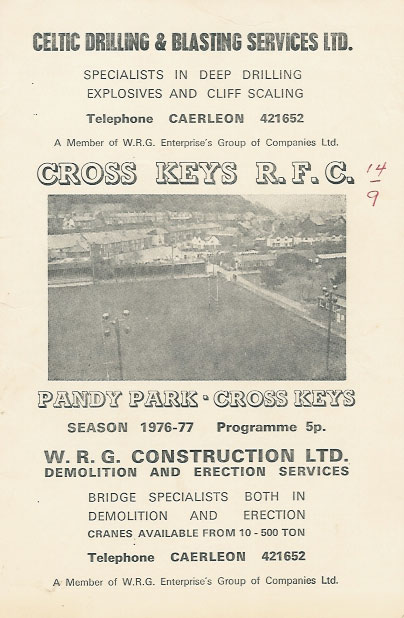 CELTIC DRILLING & BLASTING SERVICES LTD.
SPECIALISTS IN DEEP DRILLING
EXPLOSIVES AND CLIFF SCALING
Telephone CAERLEON 421652
A Member of W.R.G. Enterprise's Group of Companies Ltd.
CROSS KEYS R.F.C.
14
9
PANDY PARK · CROSS KEYS
SEASON 1976-77 Programme 5p.
W. R. G. CONSTRUCTION LTD.
DEMOLITION AND ERECTION SERVICES
BRIDGE SPECIALISTS BOTH IN
DEMOLITION AND ERECTION
CRANES AVAILABLE FROM 10 - 500 TON
Telephone CAERLEON 421652
A Member of W.R.G. Enterprise's Group of Companies Ltd.